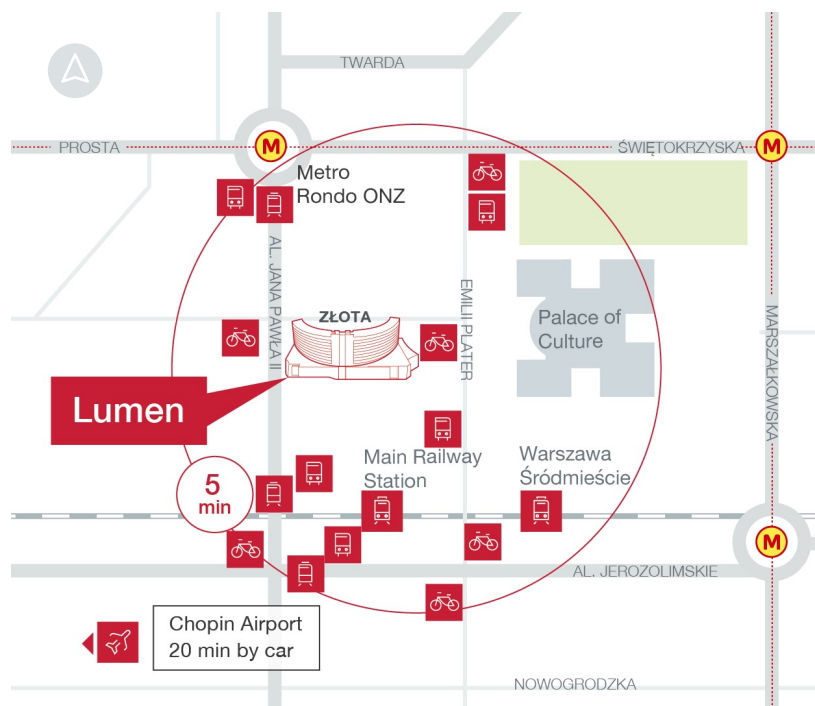 TWARDA
PROSTA
M
ŚWIĘTOKRZYSKA
M
Metro
Rondo ONZ
AL. JANA PAWŁA II
EMILII PLATER
ZŁOTA
Palace of
Culture
MARSZAŁKOWSKA
Lumen
Main Railway
Station
Warszawa
Śródmieście
5
min
M
AL. JEROZOLIMSKIE
Chopin Airport
20 min by car
NOWOGRODZKA